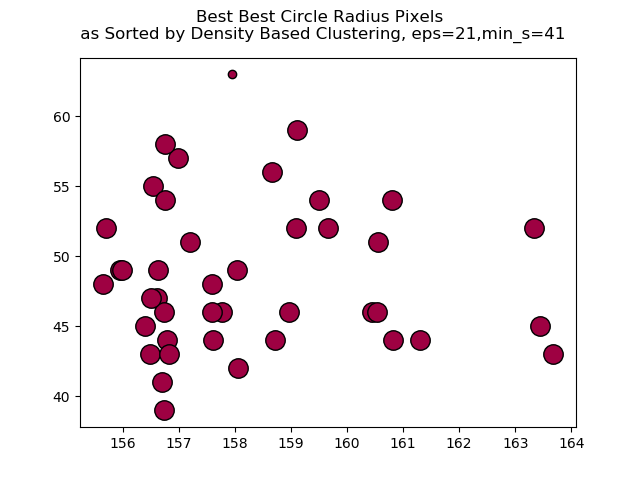 Best Best Circle Radius Pixels
as Sorted by Density Based Clustering, eps=21,min_s=41
60
55
50
45
40
156 157 158 159 160 161 162 163 164